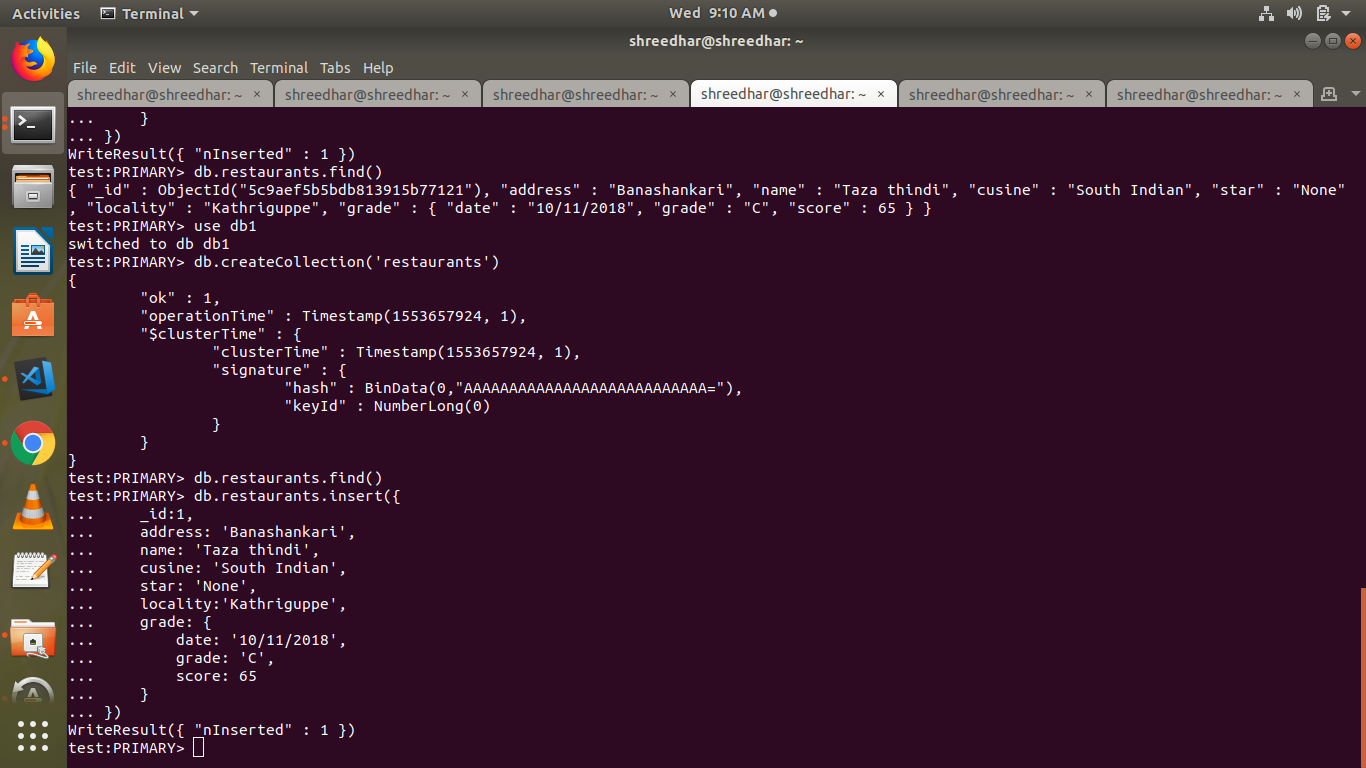 Activities Terminal Wed 9:10 AM
shreedhar@shreedhar: ~
File Edit View Search Terminal Tabs Help
shreedhar@shreedhar: ~ × shreedhar@shreedhar: ~ × shreedhar@shreedhar: ~ × shreedhar@shreedhar: ~ × shreedhar@shreedhar: ~ × shreedhar@shreedhar: ~ ×
...     }
... })
WriteResult({ "nInserted" : 1 })
test:PRIMARY> db.restaurants.find()
{ "_id" : ObjectId("5c9aef5b5bdb813915b77121"), "address" : "Banashankari", "name" : "Taza thindi", "cusine" : "South Indian", "star" : "None"
, "locality" : "Kathriguppe", "grade" : { "date" : "10/11/2018", "grade" : "C", "score" : 65 } }
test:PRIMARY> use db1
switched to db db1
test:PRIMARY> db.createCollection('restaurants')
{
        "ok" : 1,
        "operationTime" : Timestamp(1553657924, 1),
        "$clusterTime" : {
                "clusterTime" : Timestamp(1553657924, 1),
                "signature" : {
                        "hash" : BinData(0,"AAAAAAAAAAAAAAAAAAAAAAAAAAA="),
                        "keyId" : NumberLong(0)
                }
        }
}
test:PRIMARY> db.restaurants.find()
test:PRIMARY> db.restaurants.insert({
...     _id:1,
...     address: 'Banashankari',
...     name: 'Taza thindi',
...     cusine: 'South Indian',
...     star: 'None',
...     locality:'Kathriguppe',
...     grade: {
...         date: '10/11/2018',
...         grade: 'C',
...         score: 65
...     }
... })
WriteResult({ "nInserted" : 1 })
test:PRIMARY>